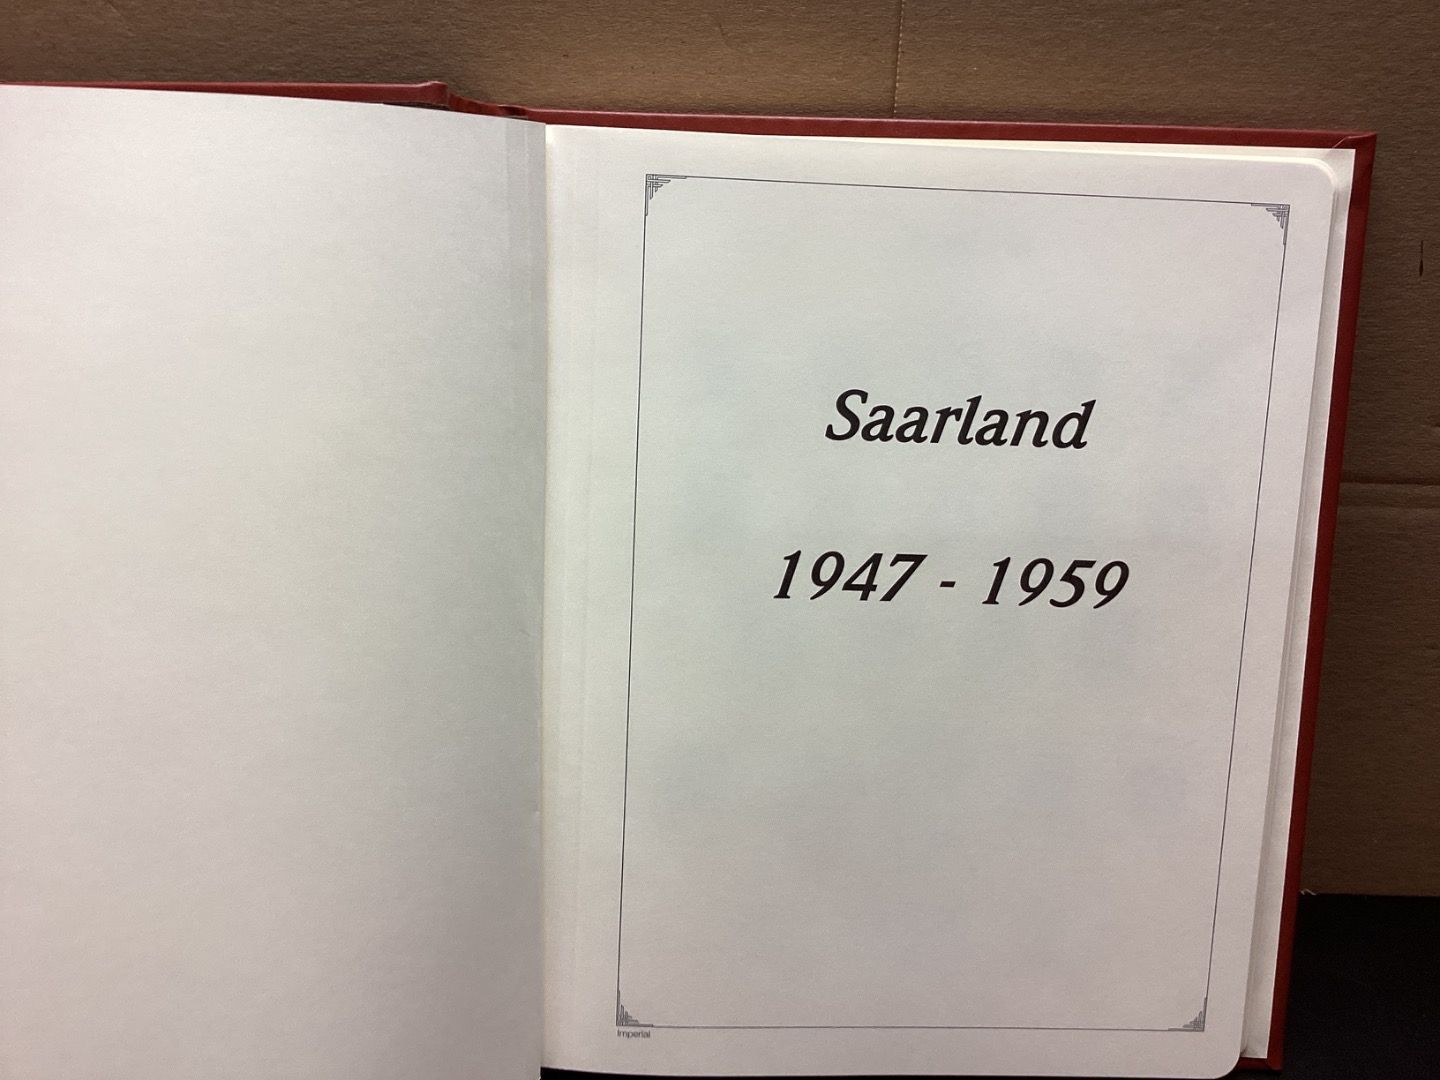 Saarland
1947 - 1959
Imperial